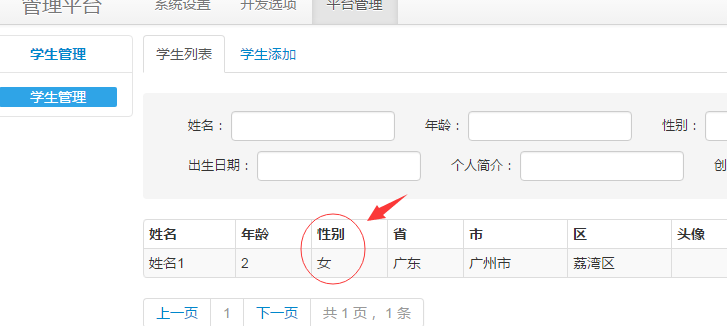 管理平台 系统设置 开发选项 平台管理
学生管理 学生列表 学生添加
学生管理
姓名： 年龄： 性别：
出生日期： 个人简介： 创
姓名 年龄 性别 省 市 区 头像
姓名1 2 女 广东 广州市 荔湾区
上一页 1 下一页 共 1 页， 1 条